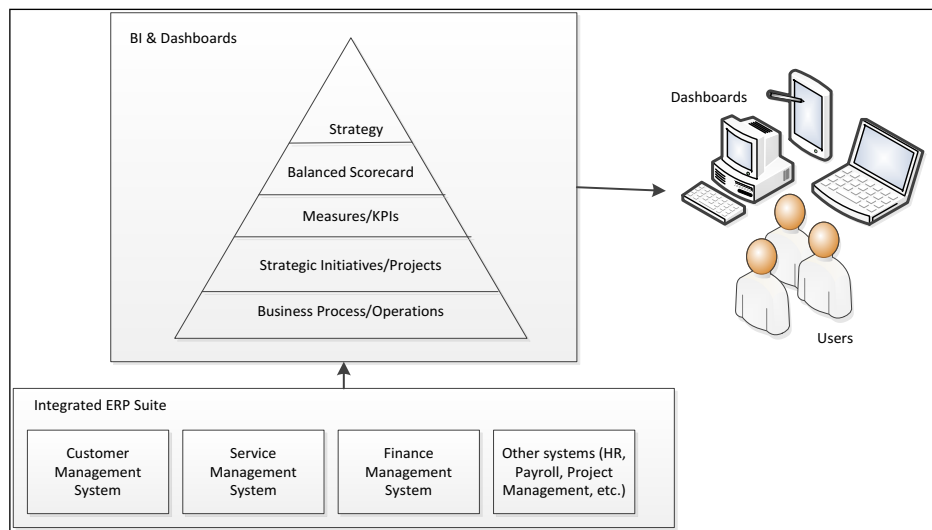 BI & Dashboards
Strategy
Balanced Scorecard
Measures/KPIs
Strategic Initiatives/Projects
Business Process/Operations
Dashboards
Users
Integrated ERP Suite
Customer
Management
System
Service
Management
System
Finance
Management
System
Other systems (HR,
Payroll, Project
Management, etc.)